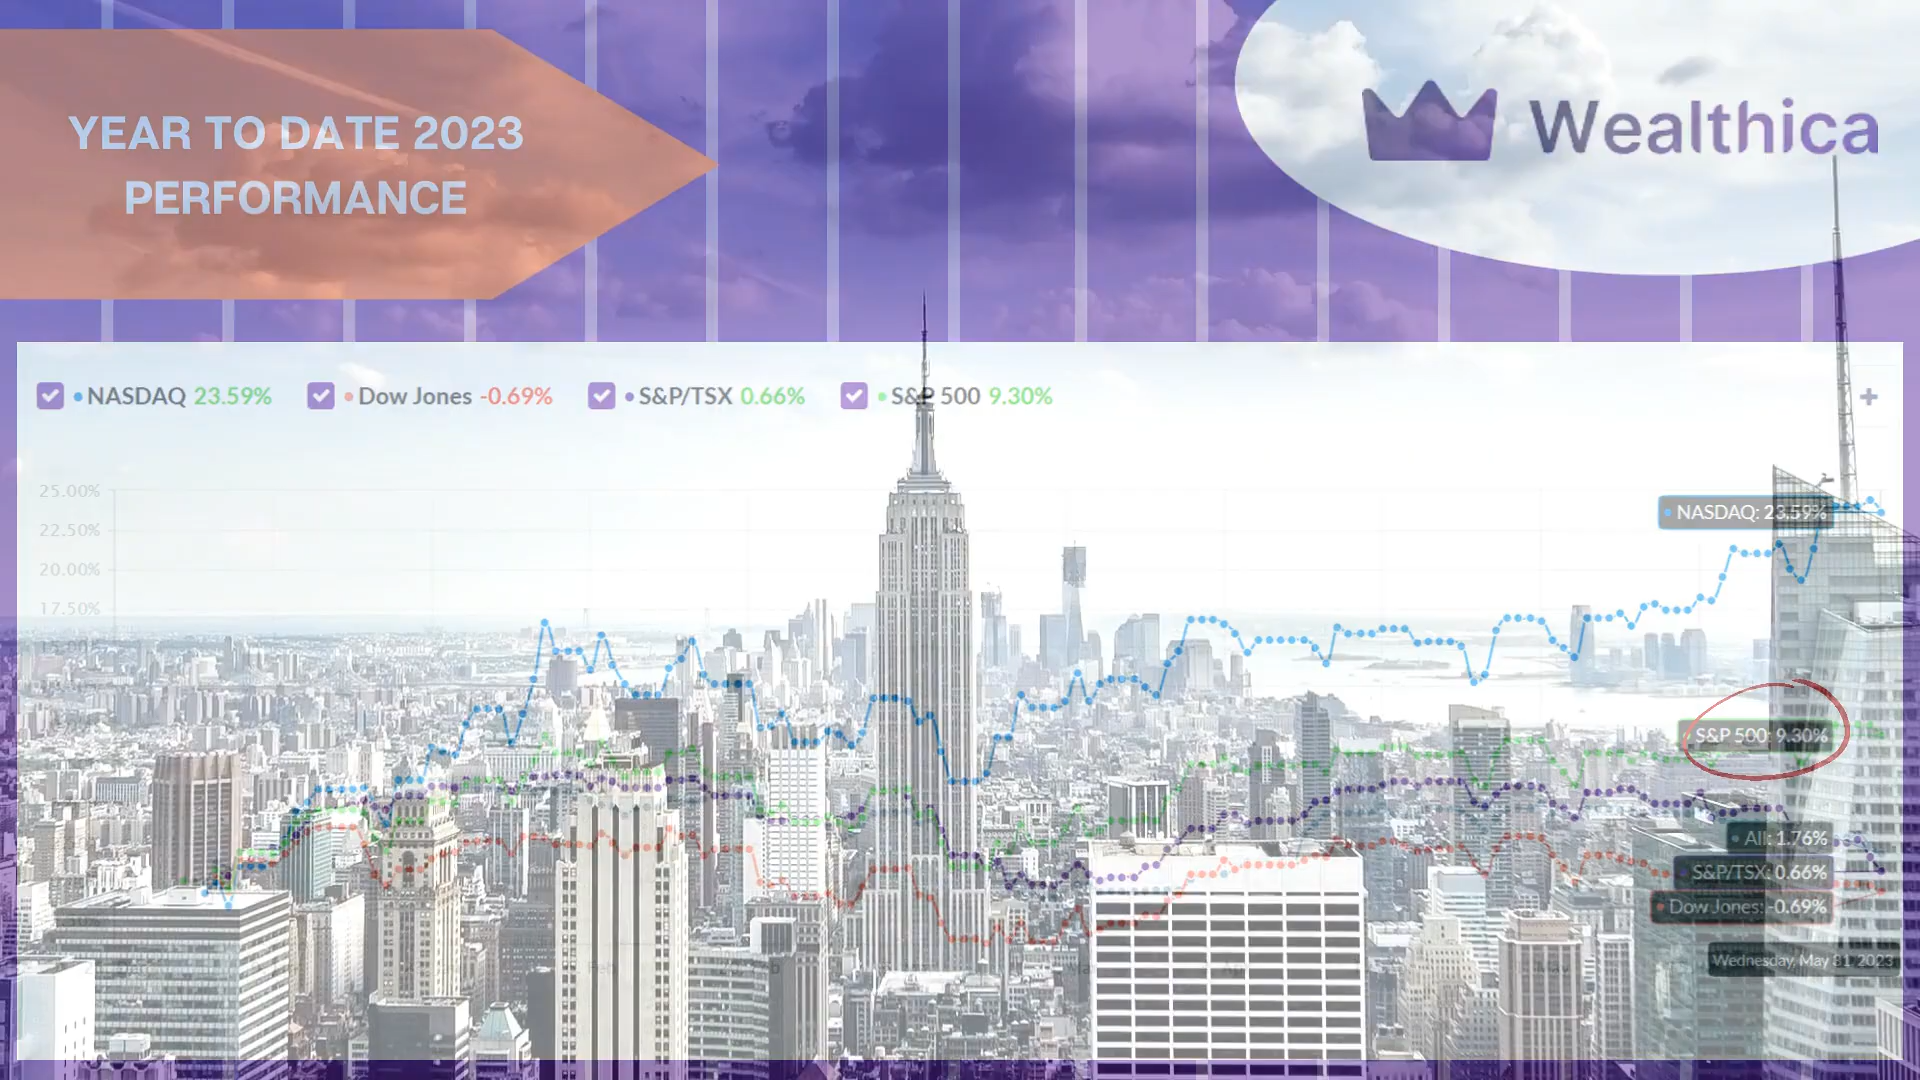 YEAR TO DATE 2023
PERFORMANCE
Wealthica
NASDAQ 23.59% Dow Jones -0.69% S&P/TSX 0.66% S&P 500 9.30%
25.00%
22.50%
20.00%
17.50%
NASDAQ: 23.59%
S&P 500: 9.30%
All: 1.76%
S&P/TSX: 0.66%
Dow Jones: -0.69%
Wednesday, May 31, 2023